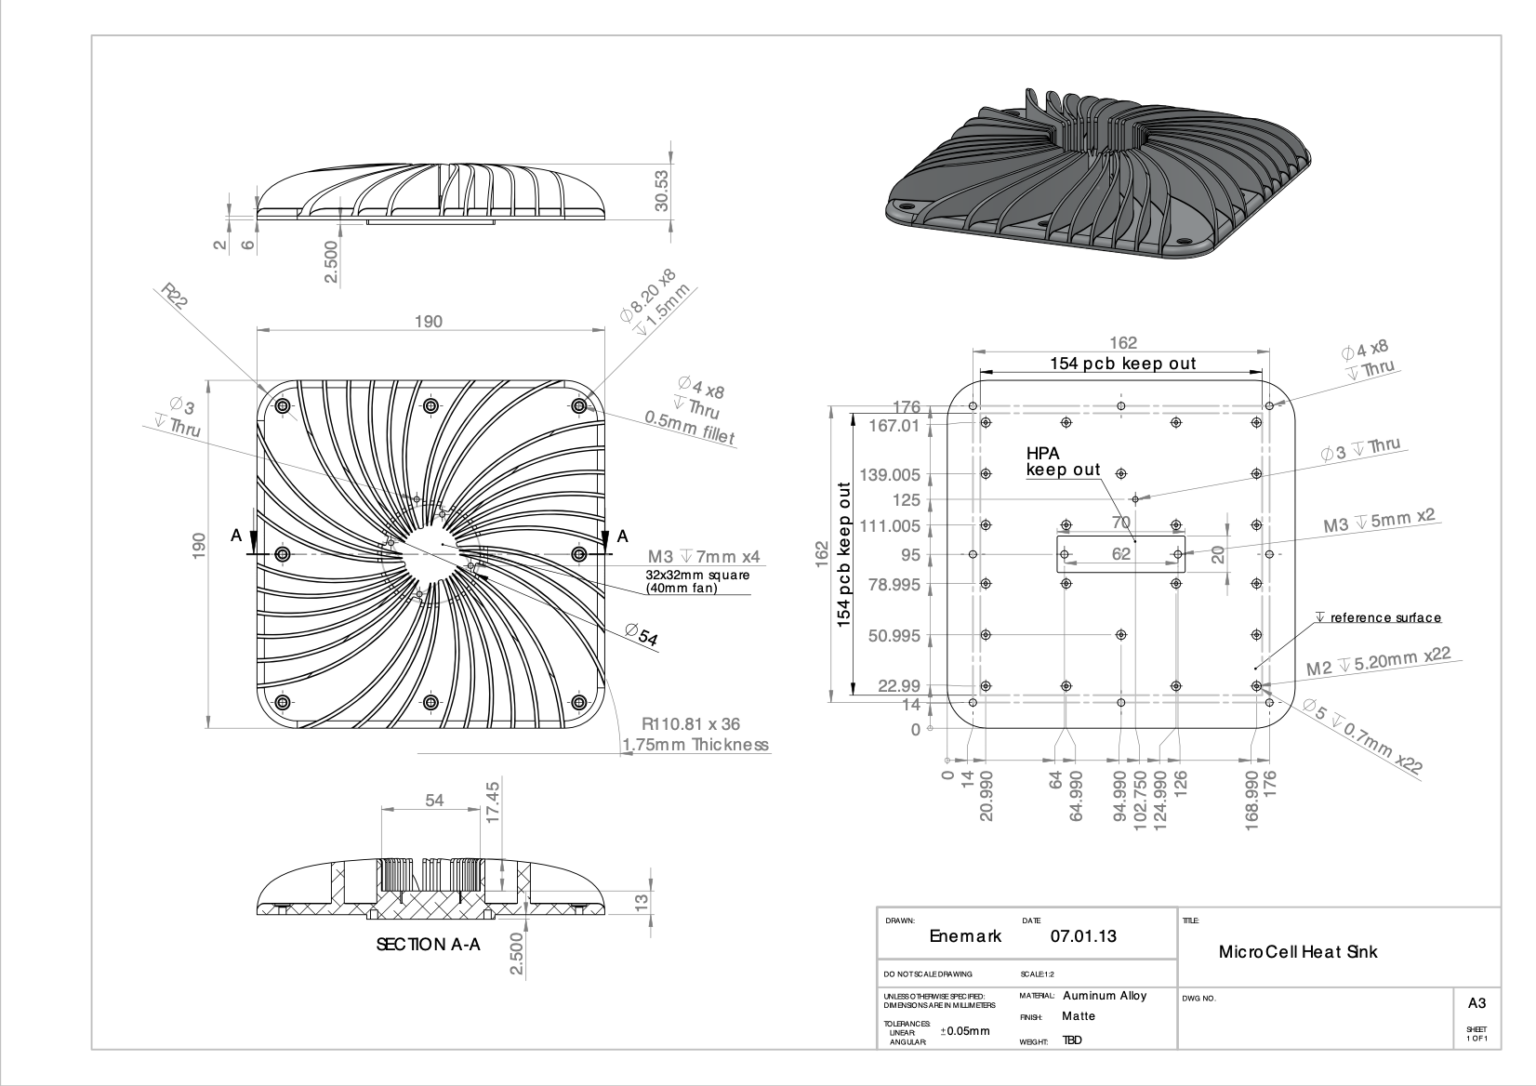 30.53
2
6
2.500
R22
190
∅8.20 x8
↧1.5mm
∅3
↧ Thru
∅4 x8
↧ Thru
0.5mm fillet
190
A
A
M3 ↧7mm x4
32x32mm square
(40mm fan)
∅54
R110.81 x 36
1.75mm Thickness
54
17.45
13
2.500
SECTION A-A
162
154 pcb keep out
∅4 x8
↧ Thru
176
167.01
139.005
125
111.005
95
78.995
50.995
22.99
14
0
162
154 pcb keep out
HPA
keep out
70
62
20
∅3 ↧ Thru
M3 ↧5mm x2
↧ reference surface
M2 ↧5.20mm x22
∅5 ↧0.7mm x22
0
14
20.990
64
64.990
94.990
102.750
124.990
126
168.990
176
DRAWN:
Enemark
DATE
07.01.13
TITLE:
MicroCell Heat Sink
DO NOT SCALE DRAWING
SCALE:1:2
UNLESS OTHERWISE SPECIFIED:
DIMENSIONS ARE IN MILLIMETERS
TOLERANCES:
LINEAR:
ANGULAR:
±0.05mm
MATERIAL: Auminum Alloy
FINISH: Matte
WEIGHT: TBD
DWG NO.
A3
SHEET
1 OF 1